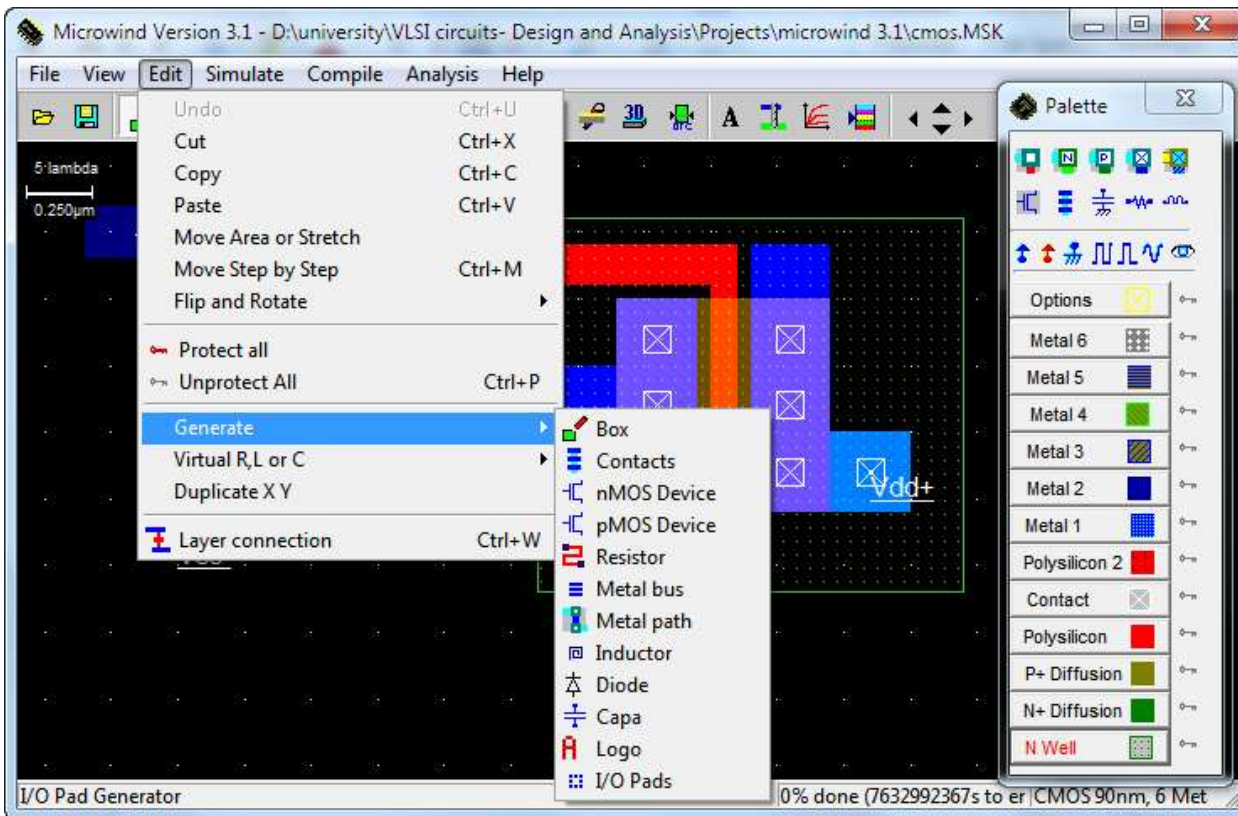 Microwind Version 3.1 - D:\university\VLSI circuits- Design and Analysis\Projects\microwind 3.1\cmos.MSK
File View Edit Simulate Compile Analysis Help
3D A
5 lambda
0.250µm
Undo Ctrl+U
Cut Ctrl+X
Copy Ctrl+C
Paste Ctrl+V
Move Area or Stretch
Move Step by Step Ctrl+M
Flip and Rotate
Protect all
Unprotect All Ctrl+P
Generate
Virtual R,L or C
Duplicate X Y
Layer connection Ctrl+W
Box
Contacts
nMOS Device
pMOS Device
Resistor
Metal bus
Metal path
Inductor
Diode
Capa
Logo
I/O Pads
Vdd+
Palette
N P
Options
Metal 6
Metal 5
Metal 4
Metal 3
Metal 2
Metal 1
Polysilicon 2
Contact
Polysilicon
P+ Diffusion
N+ Diffusion
N Well
I/O Pad Generator
0% done (7632992367s to er
CMOS 90nm, 6 Met